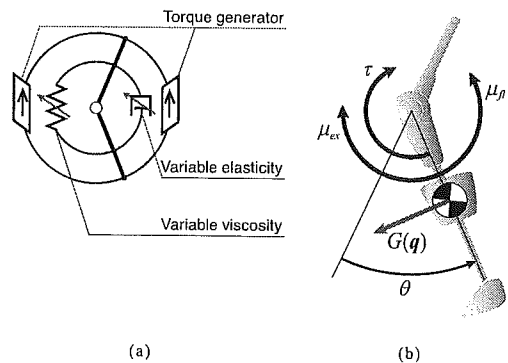 Torque generator
Variable elasticity
Variable viscosity
(a)
τ
μex
μfl
G(q)
θ
(b)